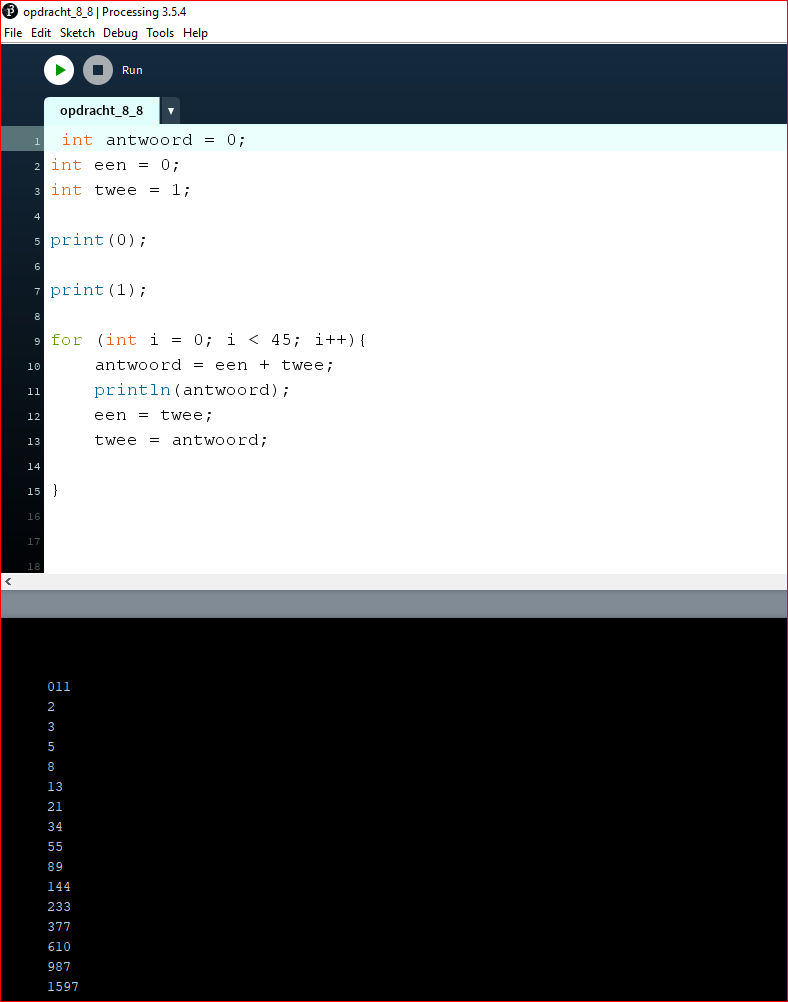 opdracht_8_8 | Processing 3.5.4
File Edit Sketch Debug Tools Help
Run
opdracht_8_8 ▼
1 int antwoord = 0;
2 int een = 0;
3 int twee = 1;
4
5 print(0);
6
7 print(1);
8
9 for (int i = 0; i < 45; i++){
10 antwoord = een + twee;
11 println(antwoord);
12 een = twee;
13 twee = antwoord;
14
15 }
16
17
18
011
2
3
5
8
13
21
34
55
89
144
233
377
610
987
1597